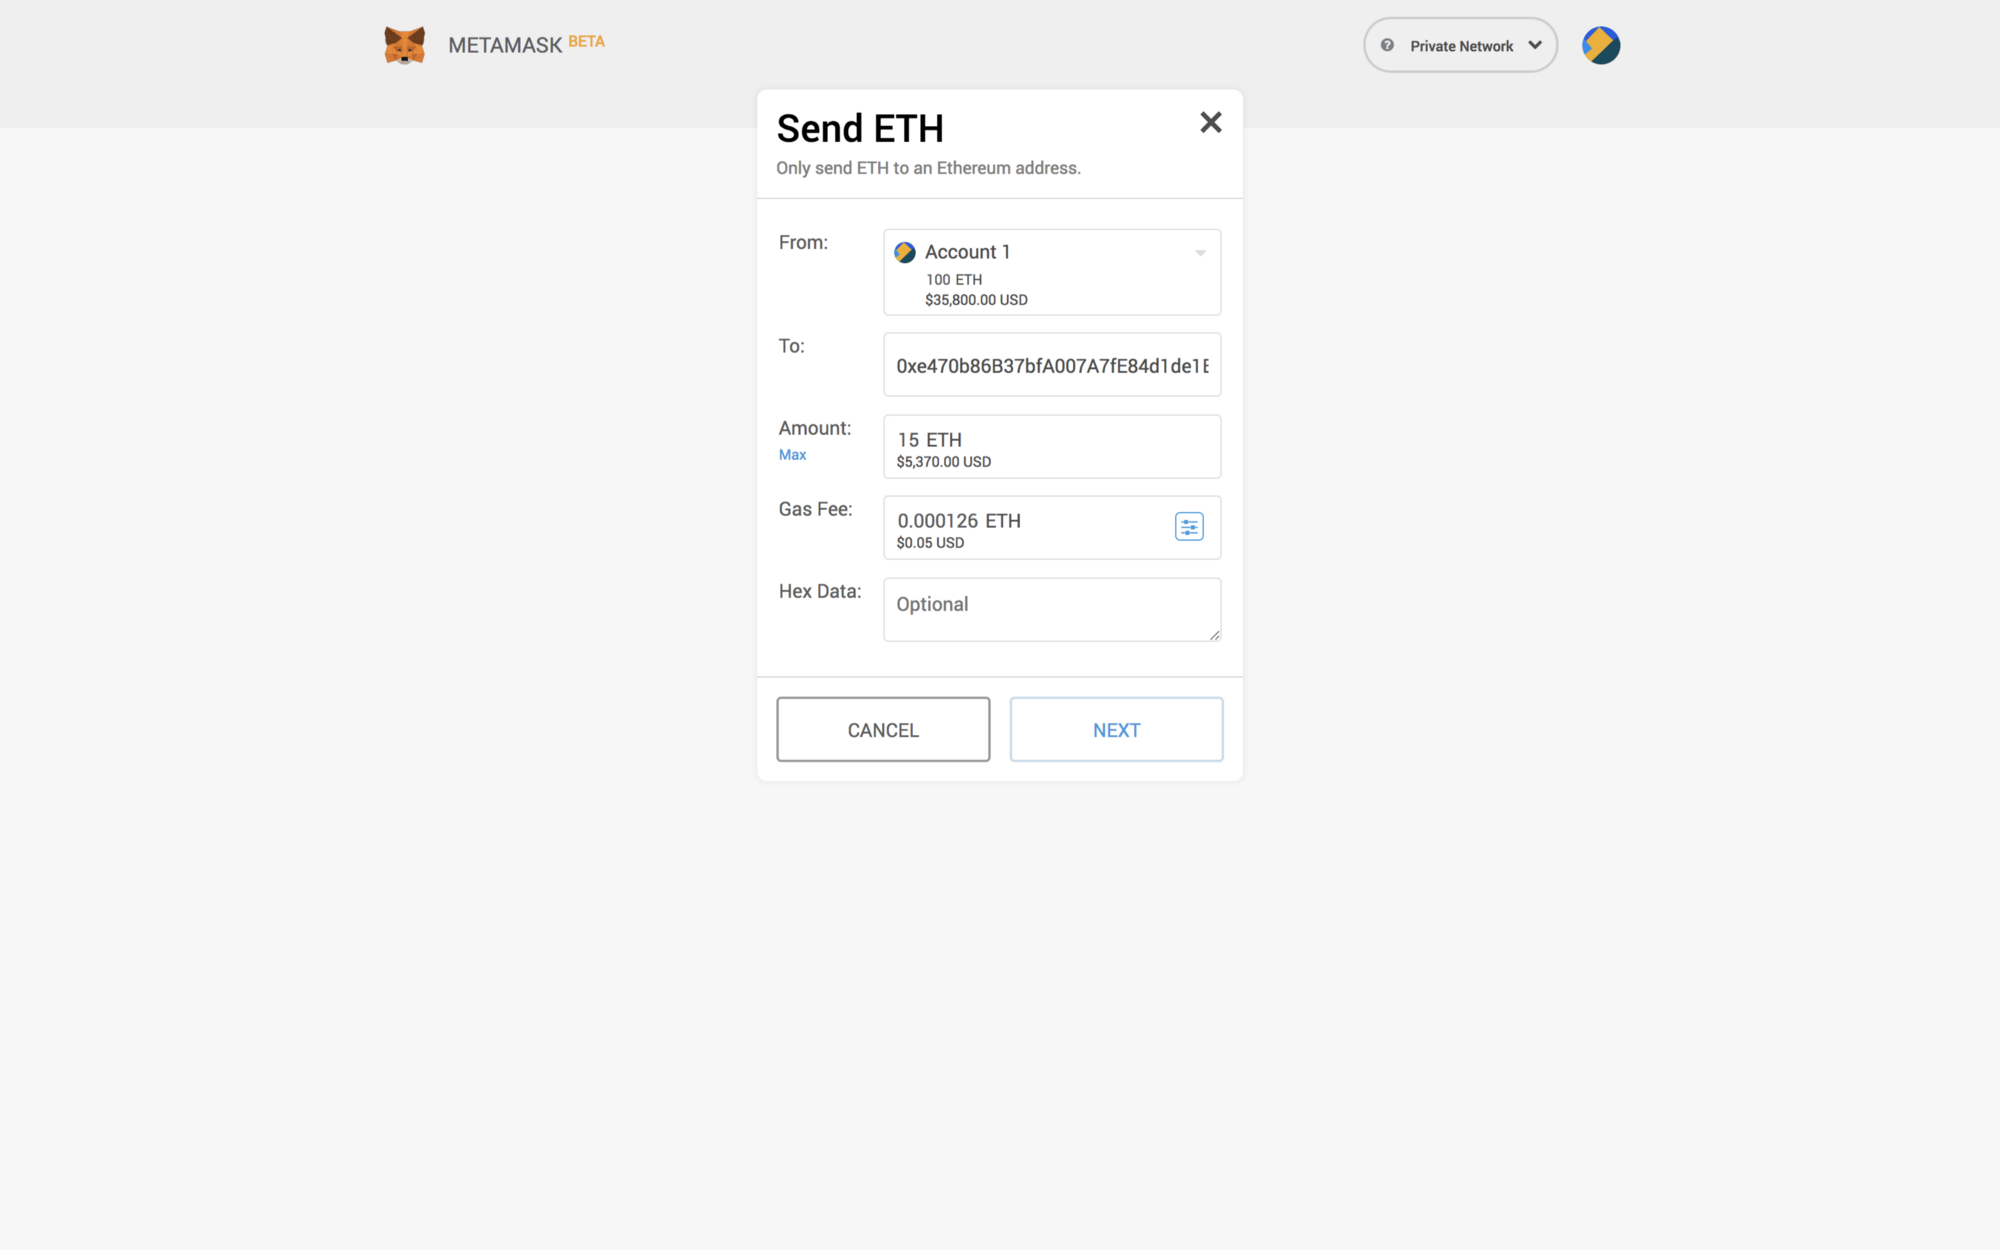 METAMASK BETA
Private Network
Send ETH
Only send ETH to an Ethereum address.
From:
Account 1
100 ETH
$35,800.00 USD
To:
0xe470b86B37bfA007A7fE84d1de1E
Amount:
Max
15 ETH
$5,370.00 USD
Gas Fee:
0.000126 ETH
$0.05 USD
Hex Data:
Optional
CANCEL
NEXT